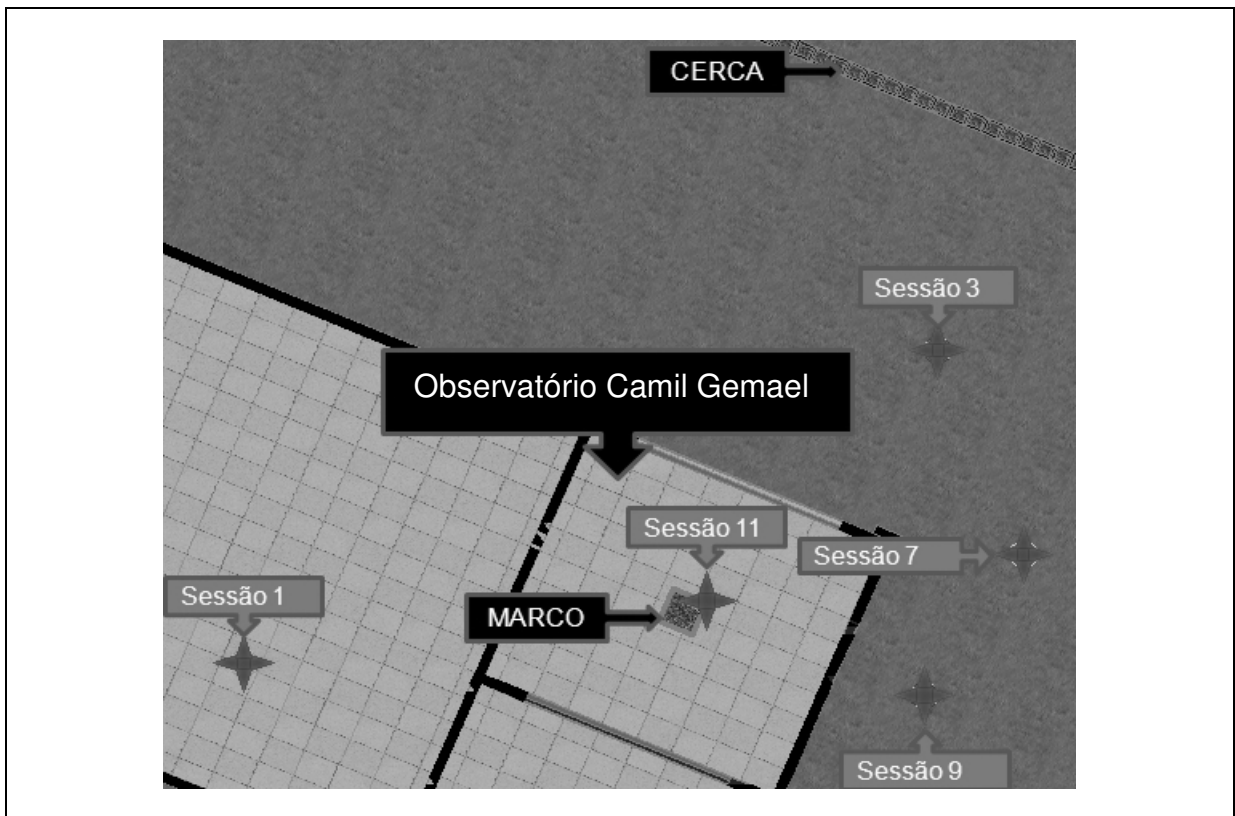 CERCA
Sessão 3
Observatório Camil Gemael
Sessão 11
Sessão 7
Sessão 1
MARCO
Sessão 9